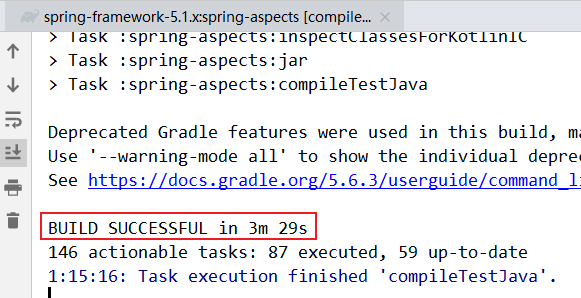 spring-framework-5.1.x:spring-aspects [compile...
> Task :spring-aspects:inspectClassesForKotlinIC
> Task :spring-aspects:jar
> Task :spring-aspects:compileTestJava
Deprecated Gradle features were used in this build, ma
Use '--warning-mode all' to show the individual depre
See https://docs.gradle.org/5.6.3/userguide/command_li
BUILD SUCCESSFUL in 3m 29s
146 actionable tasks: 87 executed, 59 up-to-date
1:15:16: Task execution finished 'compileTestJava'.